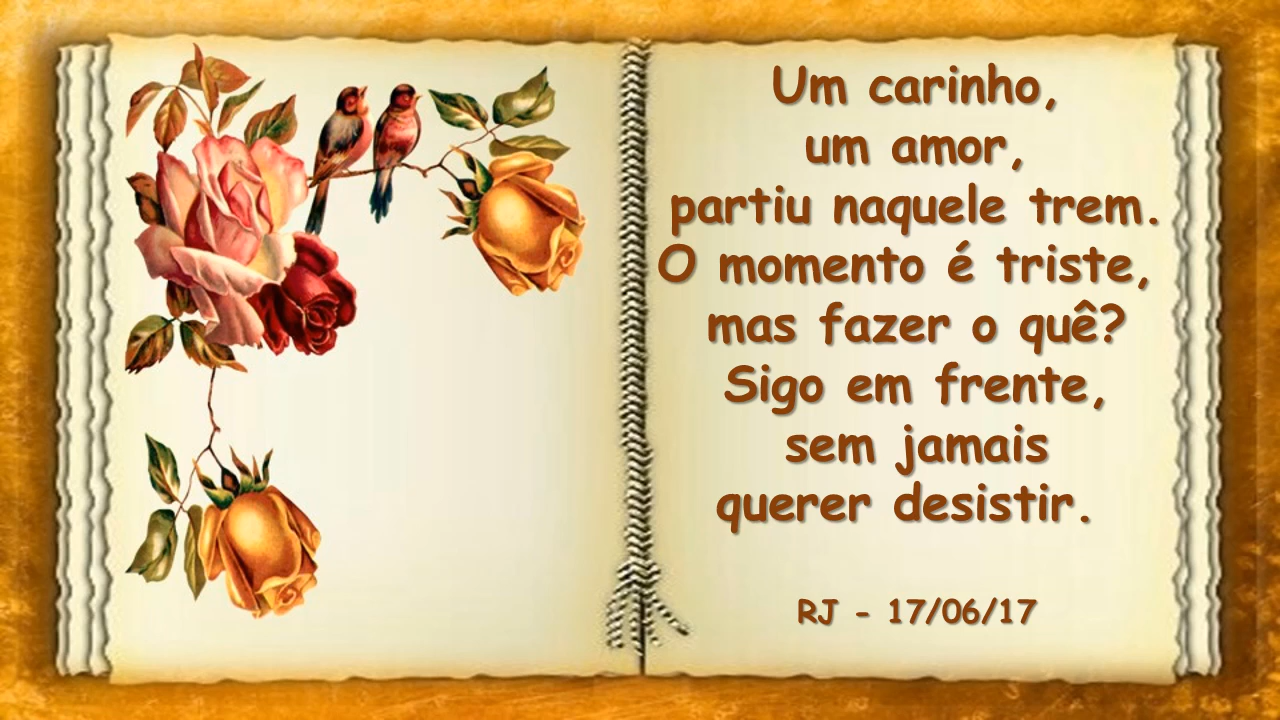 Um carinho,
um amor,
partiu naquele trem.
O momento é triste,
mas fazer o quê?
Sigo em frente,
sem jamais
querer desistir.
RJ - 17/06/17